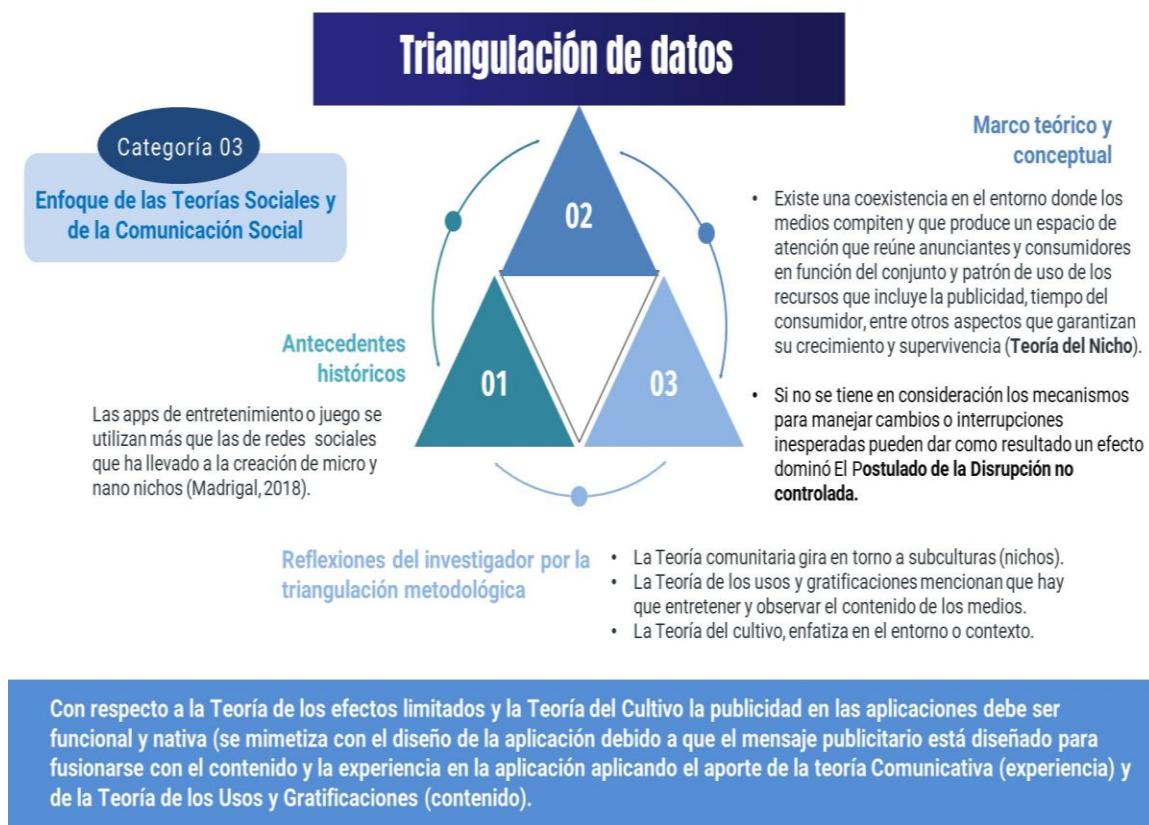 Triangulación de datos
Categoría 03
Enfoque de las Teorías Sociales y
de la Comunicación Social
02
01
03
Antecedentes
históricos
Las apps de entretenimiento o juego se
utilizan más que las de redes sociales
que ha llevado a la creación de micro y
nano nichos (Madrigal, 2018).
Marco teórico y
conceptual
• Existe una coexistencia en el entorno donde los
medios compiten y que produce un espacio de
atención que reúne anunciantes y consumidores
en función del conjunto y patrón de uso de los
recursos que incluye la publicidad, tiempo del
consumidor, entre otros aspectos que garantizan
su crecimiento y supervivencia (Teoría del Nicho).
• Si no se tiene en consideración los mecanismos
para manejar cambios o interrupciones
inesperadas pueden dar como resultado un efecto
dominó El Postulado de la Disrupción no
controlada.
Reflexiones del investigador por la
triangulación metodológica
• La Teoría comunitaria gira en torno a subculturas (nichos).
• La Teoría de los usos y gratificaciones mencionan que hay
que entretener y observar el contenido de los medios.
• La Teoría del cultivo, enfatiza en el entorno o contexto.
Con respecto a la Teoría de los efectos limitados y la Teoría del Cultivo la publicidad en las aplicaciones debe ser
funcional y nativa (se mimetiza con el diseño de la aplicación debido a que el mensaje publicitario está diseñado para
fusionarse con el contenido y la experiencia en la aplicación aplicando el aporte de la teoría Comunicativa (experiencia) y
de la Teoría de los Usos y Gratificaciones (contenido).